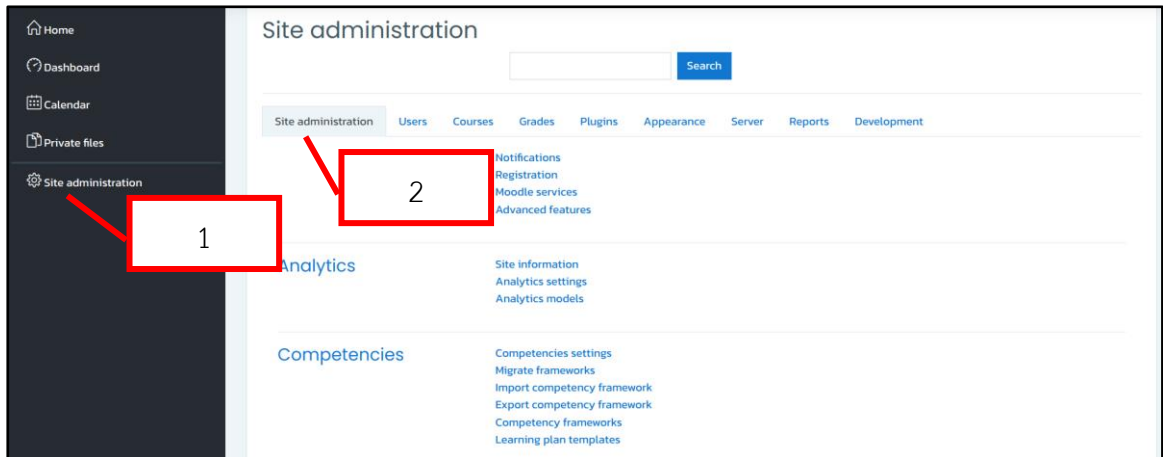 Home
Dashboard
Calendar
Private files
Site administration
1
Site administration
Search
Site administration Users Courses Grades Plugins Appearance Server Reports Development
2
Notifications
Registration
Moodle services
Advanced features
Analytics
Site information
Analytics settings
Analytics models
Competencies
Competencies settings
Migrate frameworks
Import competency framework
Export competency framework
Competency frameworks
Learning plan templates